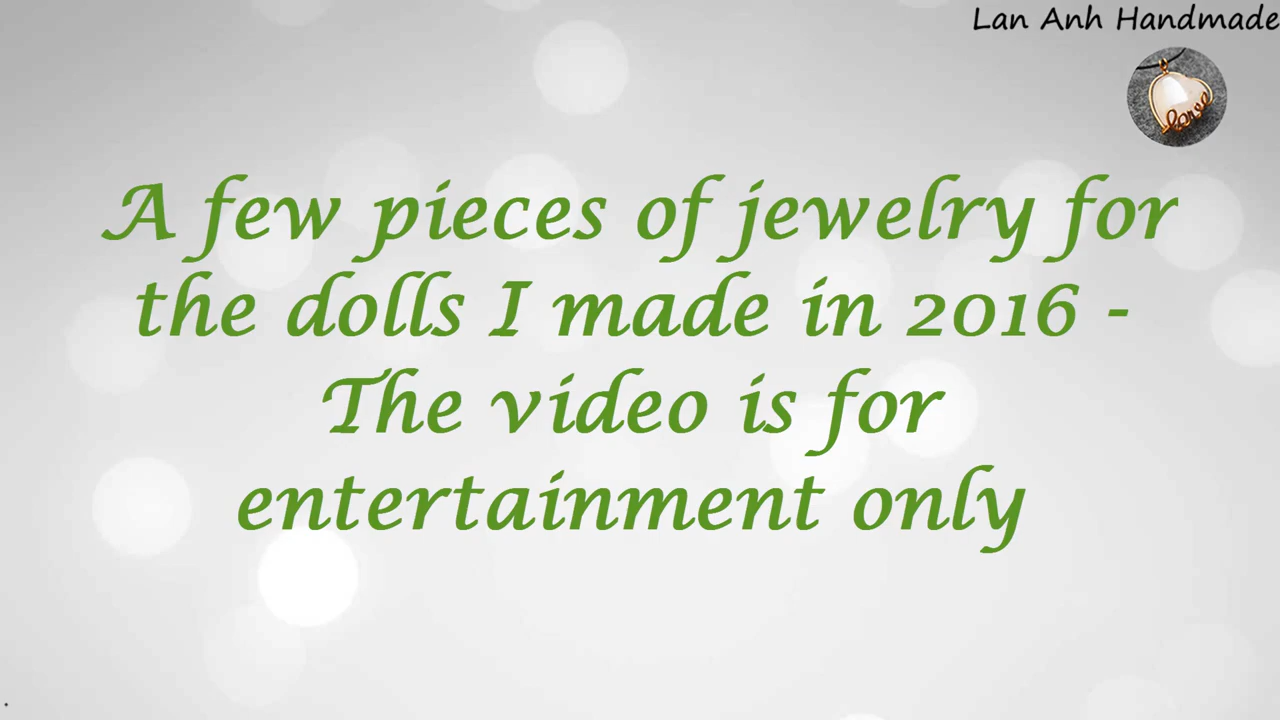 Lan Anh Handmade
love
A few pieces of jewelry for
the dolls I made in 2016 -
The video is for
entertainment only